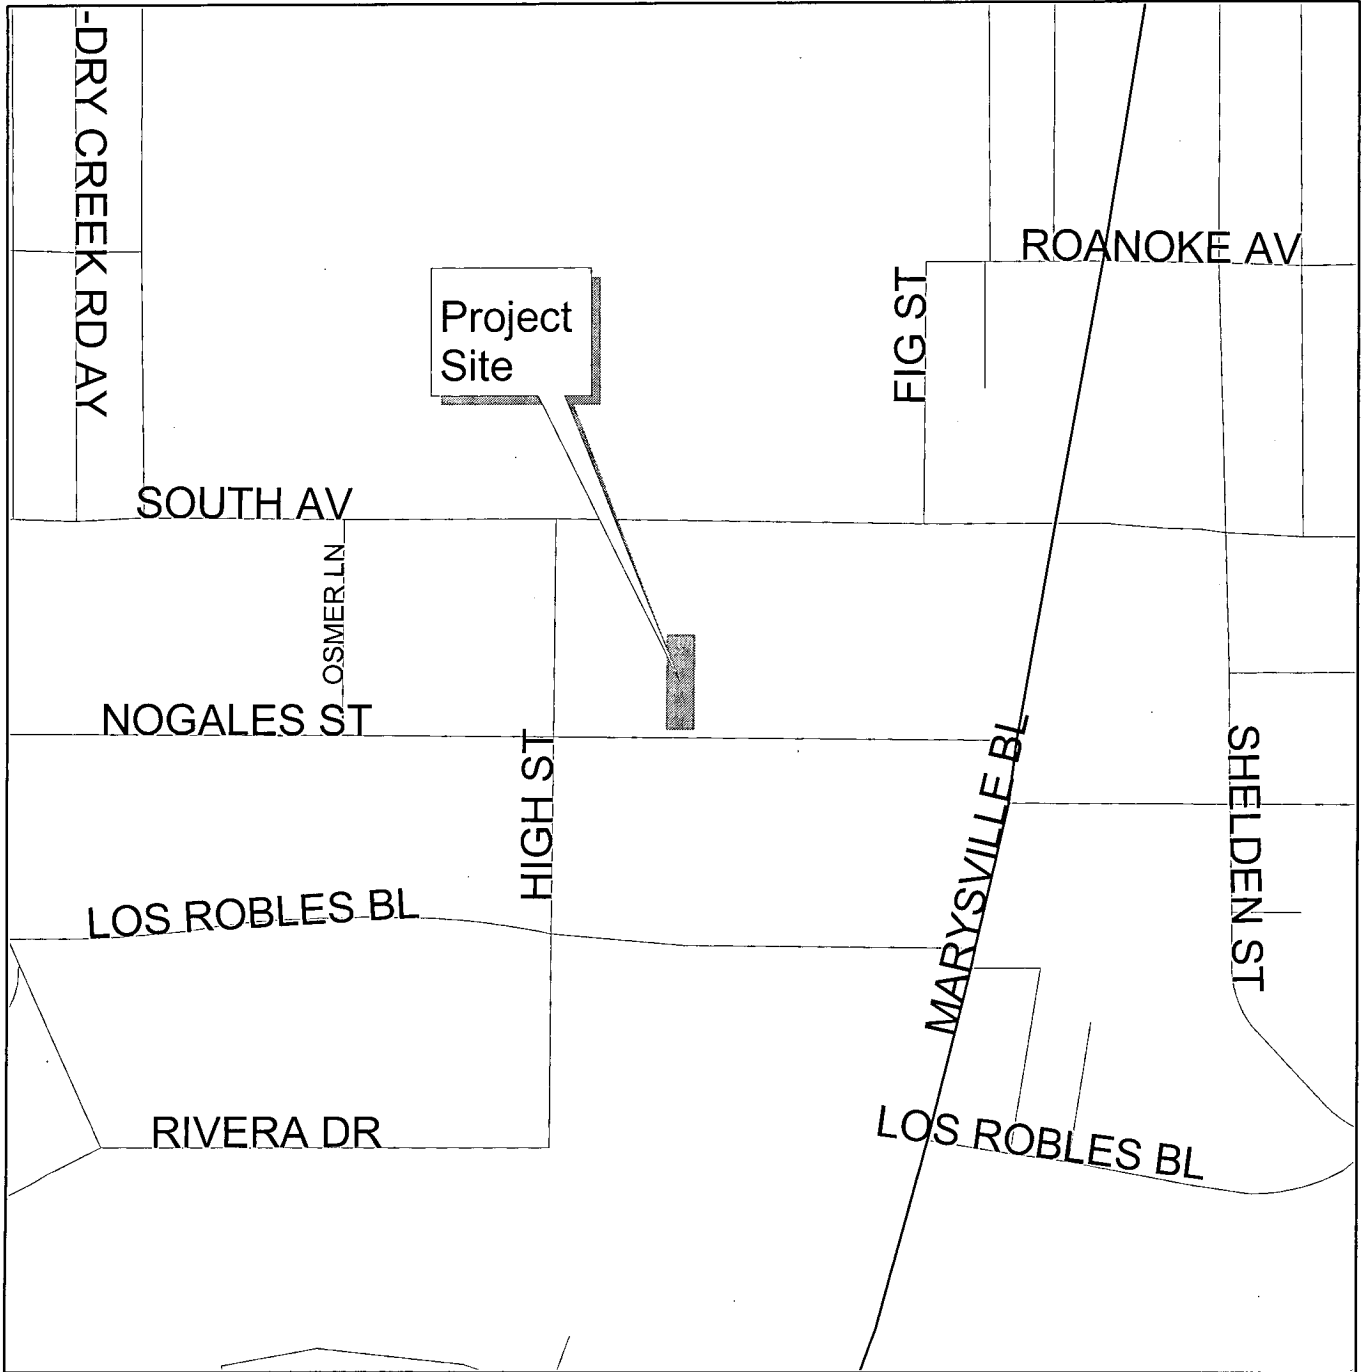 -DRY CREEK RD AY
ROANOKE AV
FIG ST
Project
Site
SOUTH AV
OSMER LN
NOGALES ST
HIGH ST
MARYSVILLE BL
SHELDEN ST
LOS ROBLES BL
RIVERA DR
LOS ROBLES BL